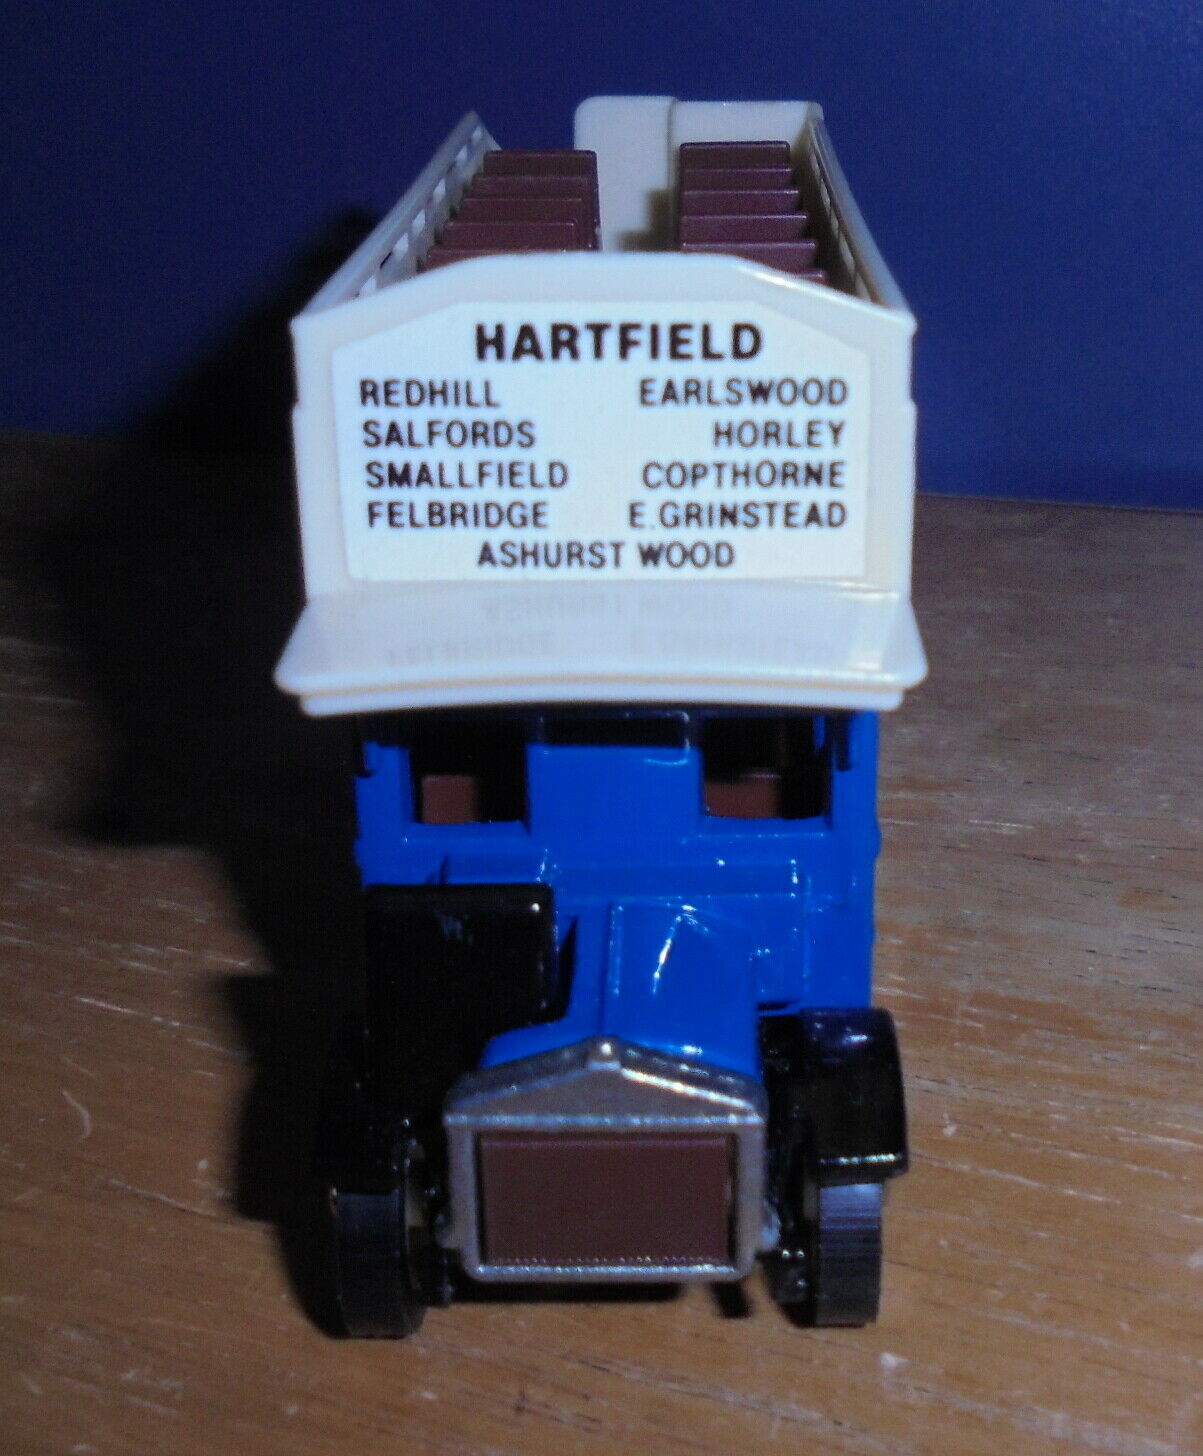 HARTFIELD
REDHILL EARLSWOOD
SALFORDS HORLEY
SMALLFIELD COPTHORNE
FELBRIDGE E.GRINSTEAD
ASHURST WOOD